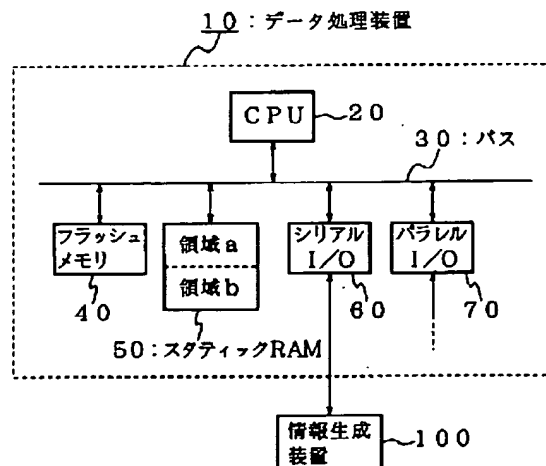 10:データ処理装置
CPU
20
30:バス
フラッシュ
メモリ
40
領域a
領域b
50:スタティックRAM
シリアル
I/O
60
パラレル
I/O
70
情報生成
装置
100